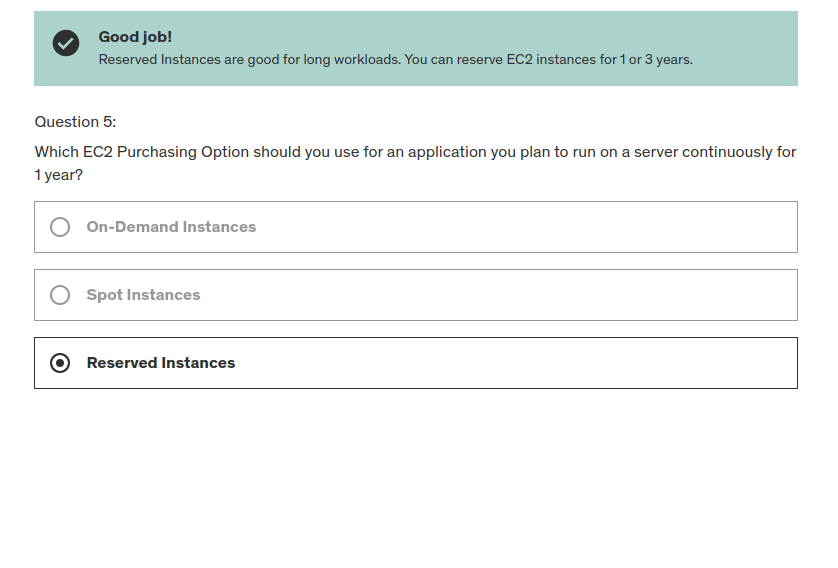 Good job!
Reserved Instances are good for long workloads. You can reserve EC2 instances for 1 or 3 years.
Question 5:
Which EC2 Purchasing Option should you use for an application you plan to run on a server continuously for
1 year?
On-Demand Instances
Spot Instances
Reserved Instances